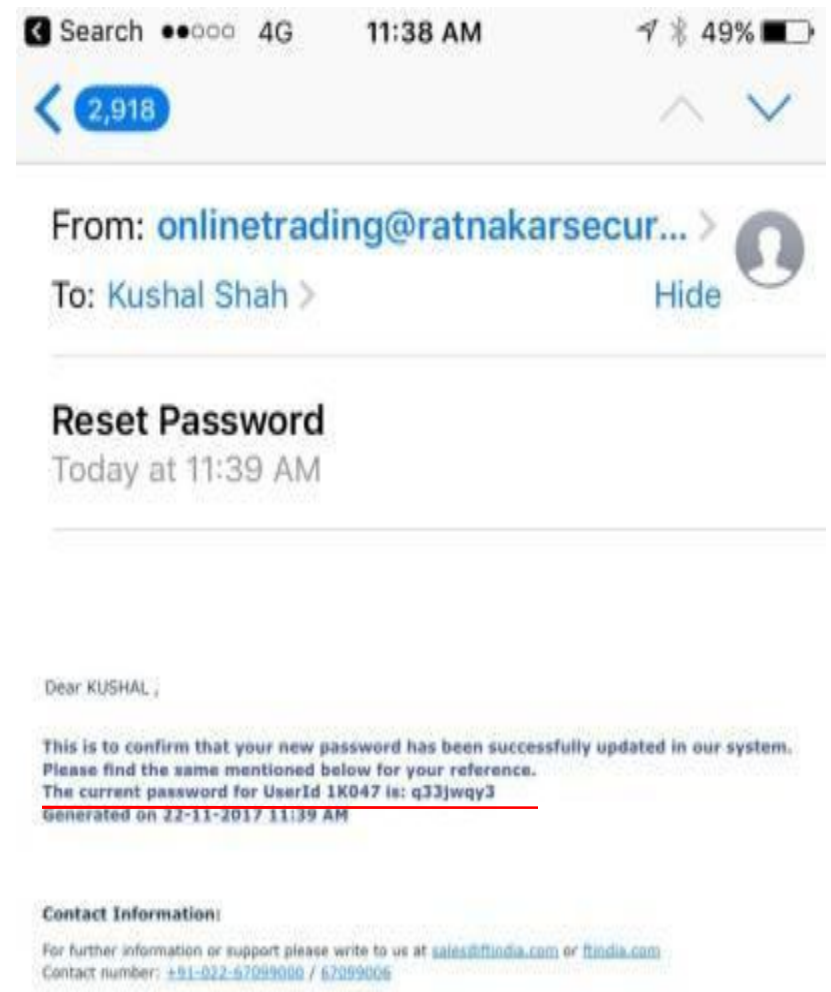 Search 4G 11:38 AM 49%
2,918
From: onlinetrading@ratnakarsecur...
To: Kushal Shah Hide
Reset Password
Today at 11:39 AM
Dear KUSHAL ,
This is to confirm that your new password has been successfully updated in our system.
Please find the same mentioned below for your reference.
The current password for UserId 1K047 is: q33jwqy3
Generated on 22-11-2017 11:39 AM
Contact Information:
For further information or support please write to us at sales@ftindia.com or ftindia.com
Contact number: +91-022-67099000 / 67099006